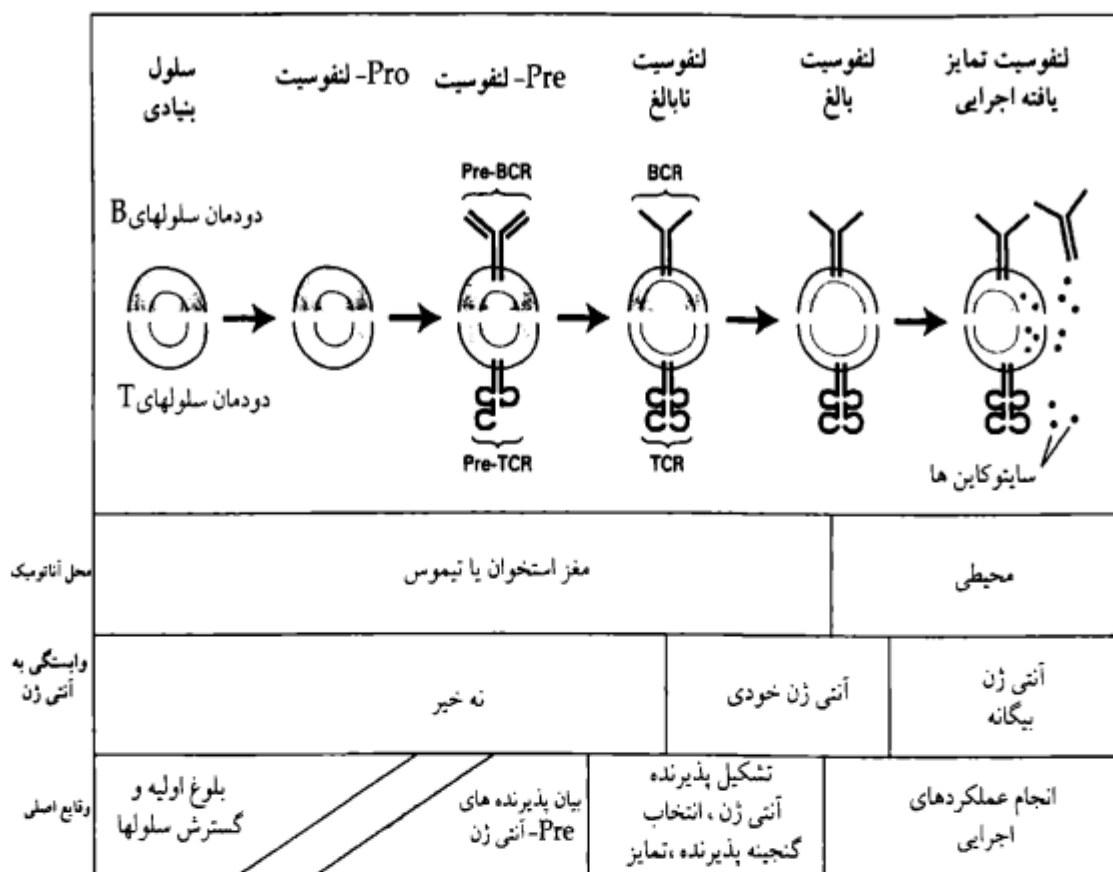 سلول
بنیادی
Pro- لنفوسیت
Pre- لنفوسیت
لنفوسیت
نابالغ
لنفوسیت
بالغ
لنفوسیت تمایز
یافته اجرایی
Pre-BCR
BCR
دودمان سلولهای B
دودمان سلولهای T
Pre-TCR
TCR
سایتوکاین ها
محل آناتومیک
مغز استخوان یا تیموس
محیطی
وابستگی به
آنتی ژن
نه خیر
آنتی ژن خودی
آنتی ژن
بیگانه
وقایع اصلی
بلوغ اولیه و
گسترش سلولها
بیان پذیرنده های
Pre- آنتی ژن
تشکیل پذیرنده
آنتی ژن ، انتخاب
گنجینه پذیرنده ،تمایز
انجام عملکردهای
اجرایی